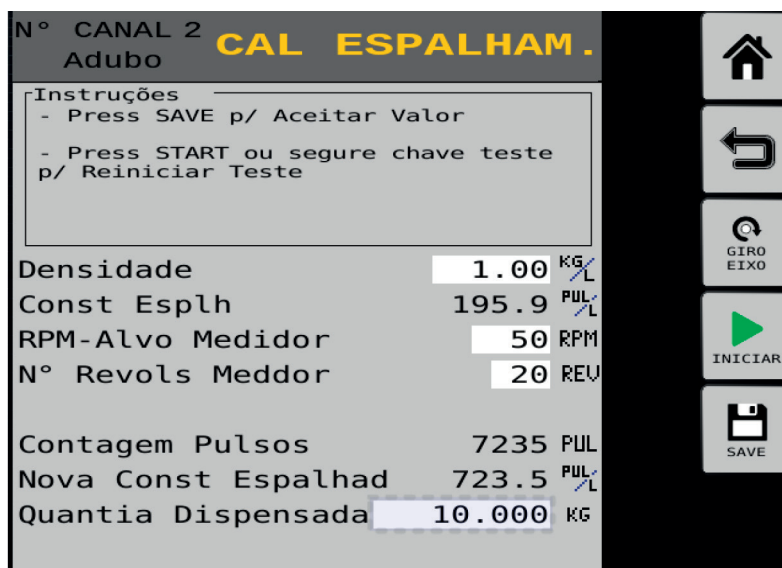 N° CANAL 2
Adubo
CAL ESPALHAM.
Instruções
- Press SAVE p/ Aceitar Valor
- Press START ou segure chave teste
p/ Reiniciar Teste
Densidade 1.00 KG/L
Const Esplh 195.9 PUL/L
RPM-Alvo Medidor 50 RPM
N° Revols Meddor 20 REV
Contagem Pulsos 7235 PUL
Nova Const Espalhad 723.5 PUL/L
Quantia Dispensada 10.000 KG
GIRO
EIXO
INICIAR
SAVE